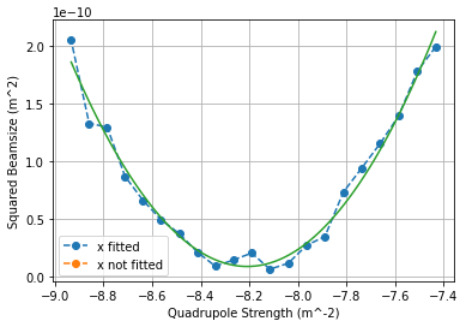 1e−10
2.0
1.5
1.0
0.5
0.0
Squared Beamsize (m^2)
x fitted
x not fitted
−9.0 −8.8 −8.6 −8.4 −8.2 −8.0 −7.8 −7.6 −7.4
Quadrupole Strength (m^-2)